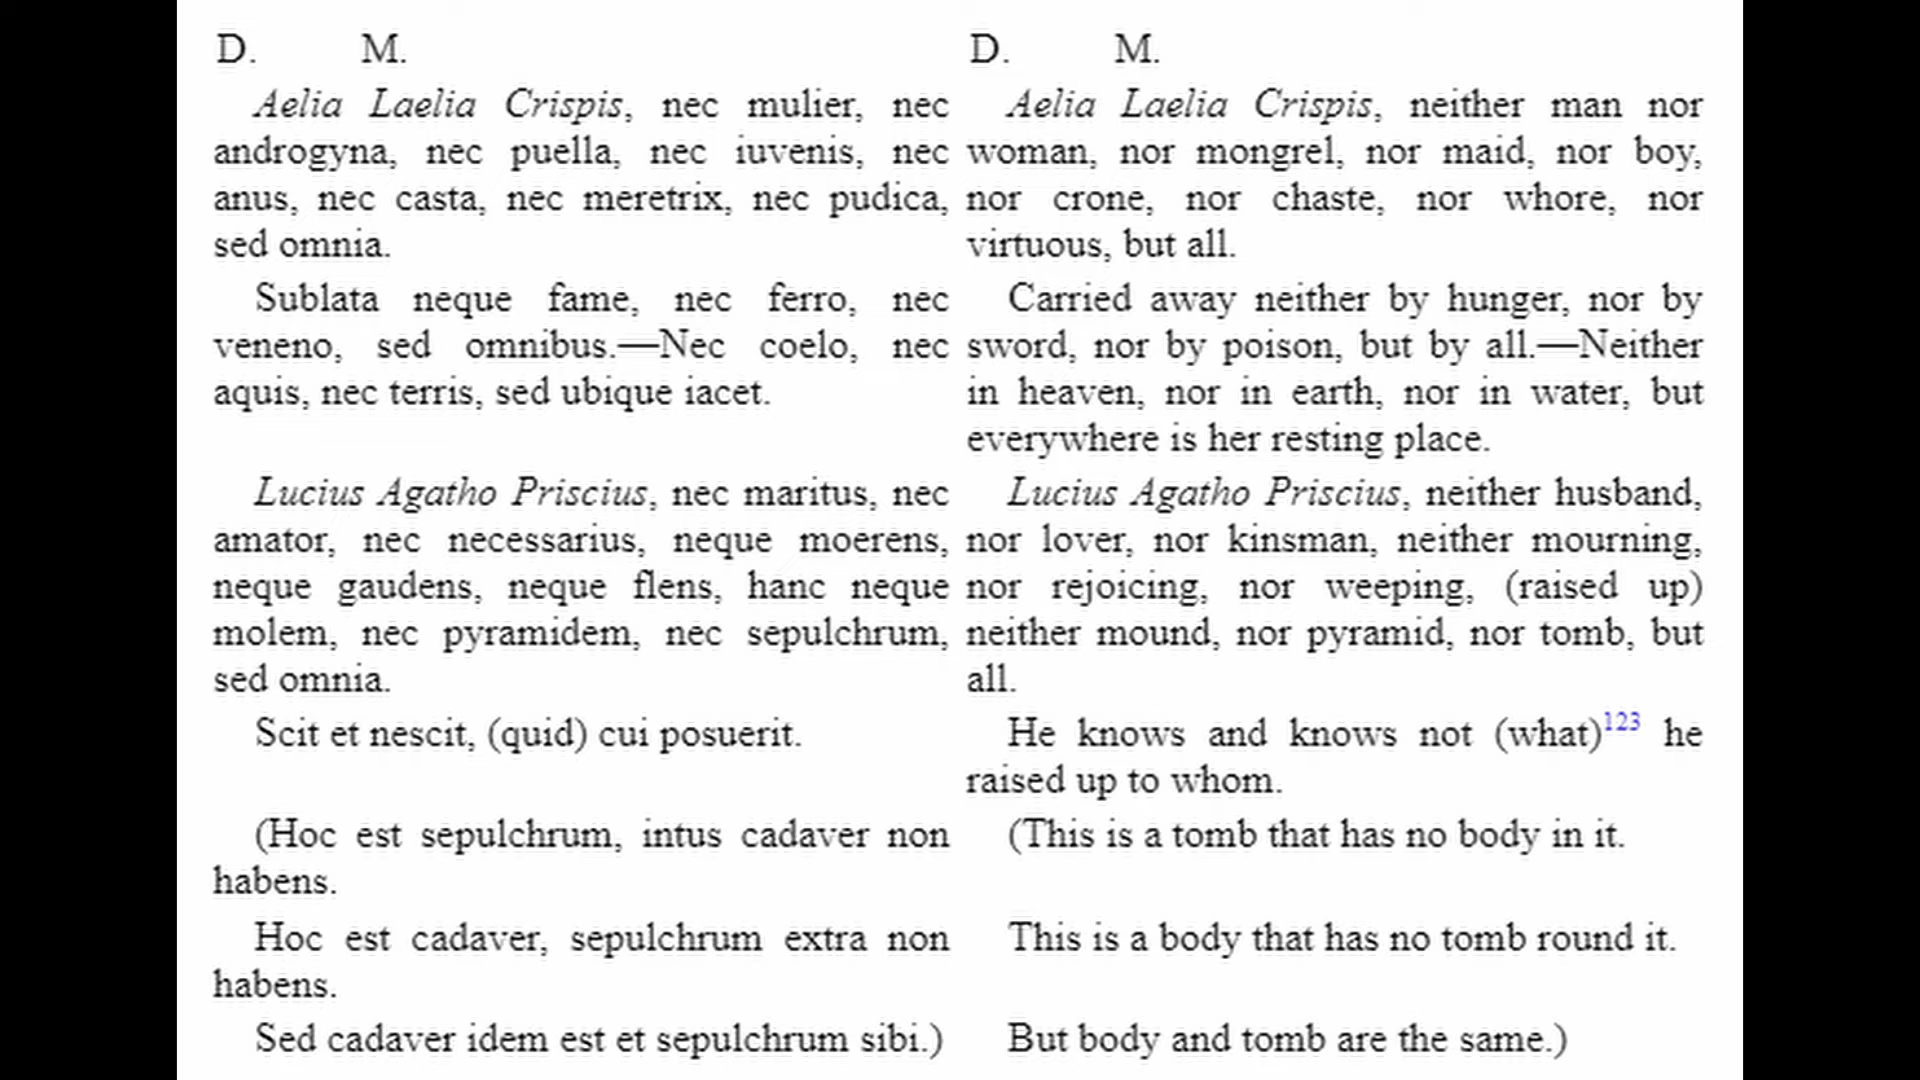 D. M.
Aelia Laelia Crispis, nec mulier, nec
androgyna, nec puella, nec iuvenis, nec
anus, nec casta, nec meretrix, nec pudica,
sed omnia.
Sublata neque fame, nec ferro, nec
veneno, sed omnibus.—Nec coelo, nec
aquis, nec terris, sed ubique iacet.
Lucius Agatho Priscius, nec maritus, nec
amator, nec necessarius, neque moerens,
neque gaudens, neque flens, hanc neque
molem, nec pyramidem, nec sepulchrum,
sed omnia.
Scit et nescit, (quid) cui posuerit.
(Hoc est sepulchrum, intus cadaver non
habens.
Hoc est cadaver, sepulchrum extra non
habens.
Sed cadaver idem est et sepulchrum sibi.)
D. M.
Aelia Laelia Crispis, neither man nor
woman, nor mongrel, nor maid, nor boy,
nor crone, nor chaste, nor whore, nor
virtuous, but all.
Carried away neither by hunger, nor by
sword, nor by poison, but by all.—Neither
in heaven, nor in earth, nor in water, but
everywhere is her resting place.
Lucius Agatho Priscius, neither husband,
nor lover, nor kinsman, neither mourning,
nor rejoicing, nor weeping, (raised up)
neither mound, nor pyramid, nor tomb, but
all.
He knows and knows not (what)123 he
raised up to whom.
(This is a tomb that has no body in it.
This is a body that has no tomb round it.
But body and tomb are the same.)